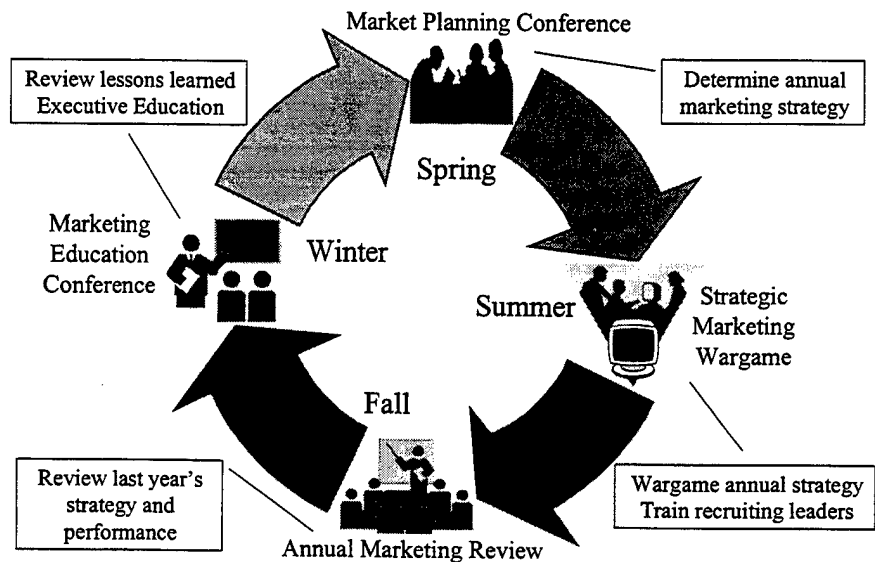 Market Planning Conference
Review lessons learned
Executive Education
Determine annual
marketing strategy
Spring
Marketing
Education
Conference
Winter
Summer
Strategic
Marketing
Wargame
Fall
Review last year's
strategy and
performance
Wargame annual strategy
Train recruiting leaders
Annual Marketing Review